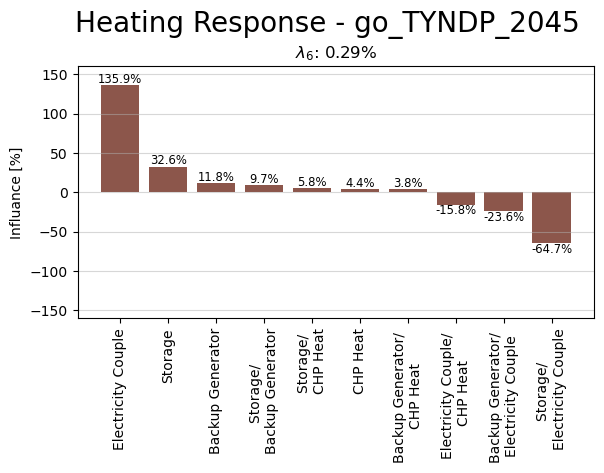 Heating Response - go_TYNDP_2045
λ6: 0.29%
Influance [%]
150
100
50
0
−50
−100
−150
135.9%
32.6%
11.8%
9.7%
5.8%
4.4%
3.8%
-15.8%
-23.6%
-64.7%
Electricity Couple
Storage
Backup Generator
Storage/
Backup Generator
Storage/
CHP Heat
CHP Heat
Backup Generator/
CHP Heat
Electricity Couple/
CHP Heat
Backup Generator/
Electricity Couple
Storage/
Electricity Couple